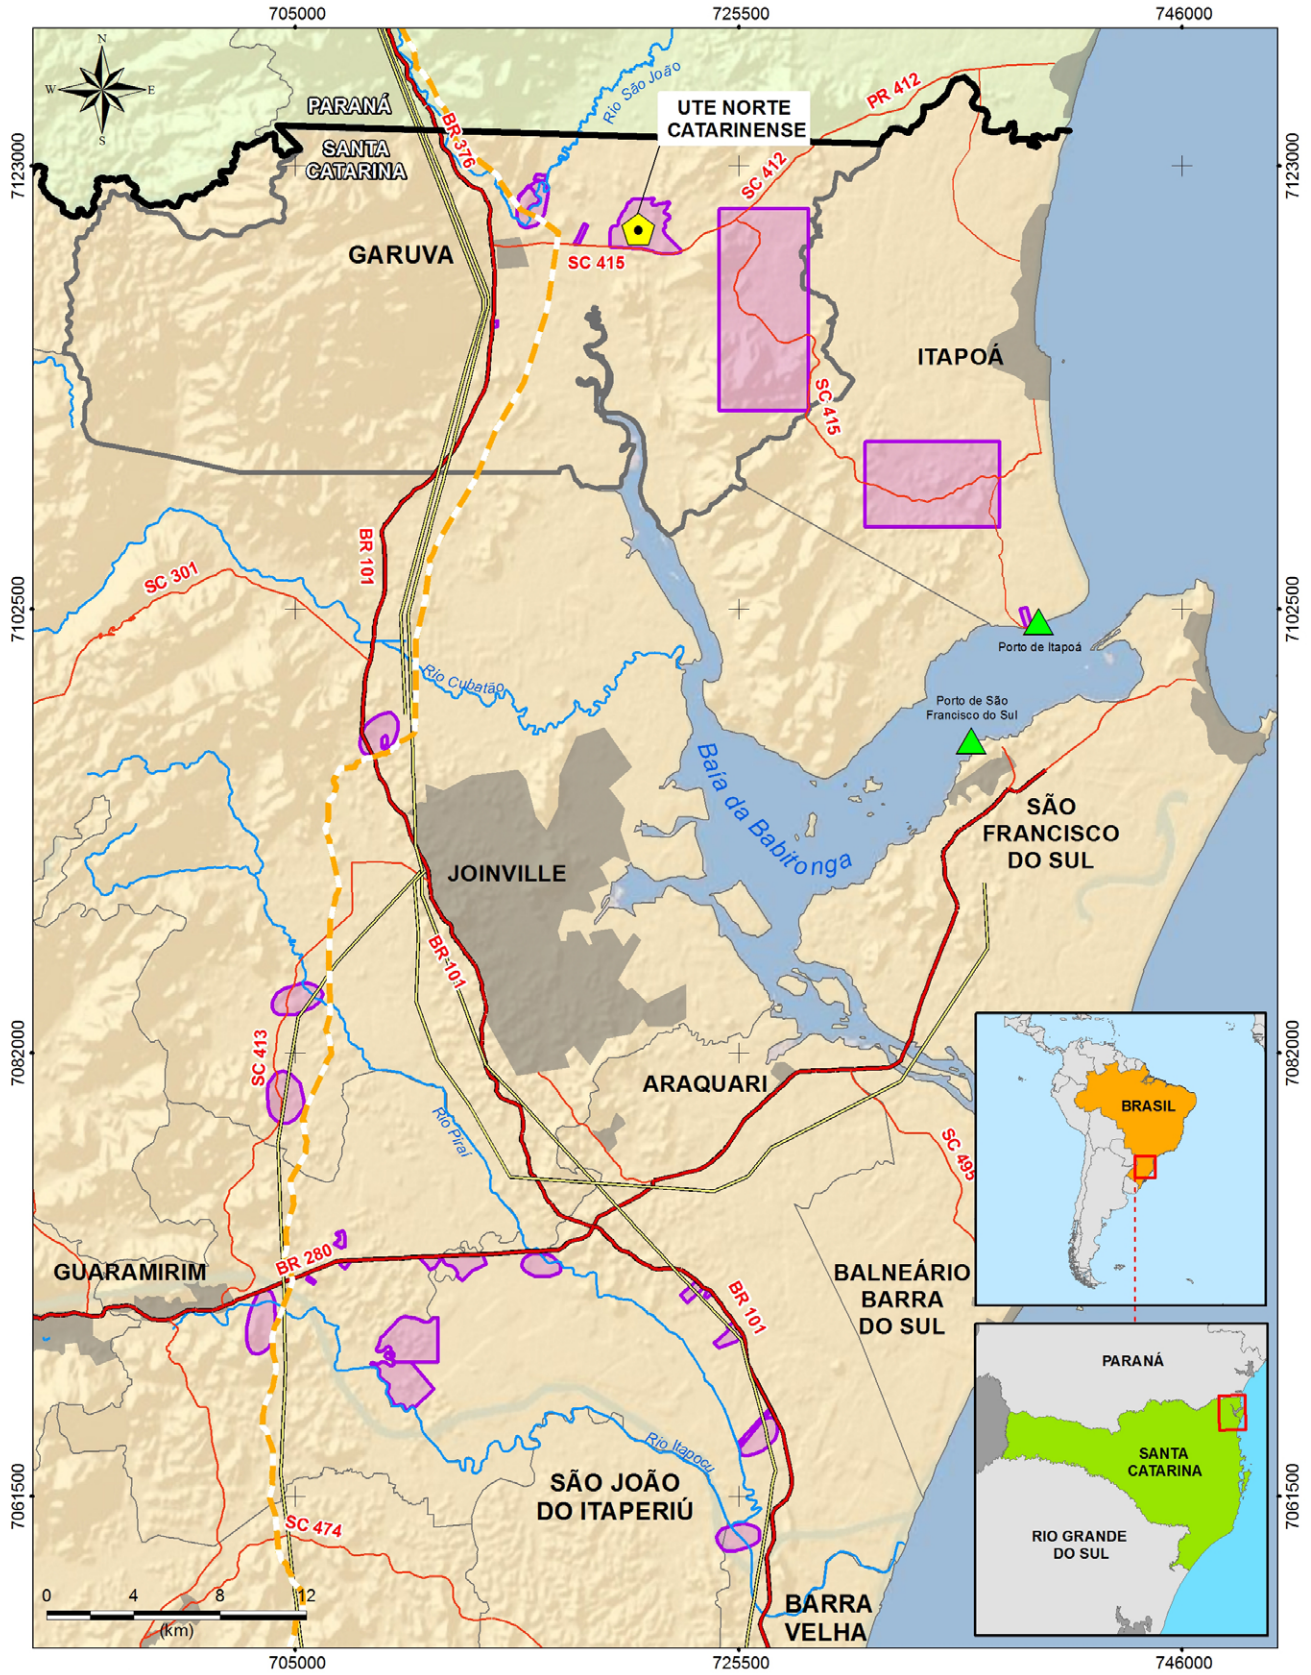 705000
725500
746000
N
W
E
S
PARANÁ
SANTA
CATARINA
BR 376
Rio São João
UTE NORTE
CATARINENSE
PR 412
SC 412
7123000
7123000
GARUVA
SC 415
ITAPOÁ
SC 415
BR 101
SC 301
7102500
7102500
Porto de Itapoá
Rio Cubatão
Porto de São
Francisco do Sul
Baía da Babitonga
SÃO
FRANCISCO
DO SUL
JOINVILLE
BR 101
SC 413
7082000
7082000
ARAQUARI
Rio Piraí
SC 495
BRASIL
BR 280
GUARAMIRIM
BALNEÁRIO
BARRA
DO SUL
BR 101
PARANÁ
SANTA
CATARINA
RIO GRANDE
DO SUL
Rio Itapocu
SÃO JOÃO
DO ITAPERIÚ
7061500
7061500
SC 474
BARRA
VELHA
0
4
8
12
(km)
705000
725500
746000